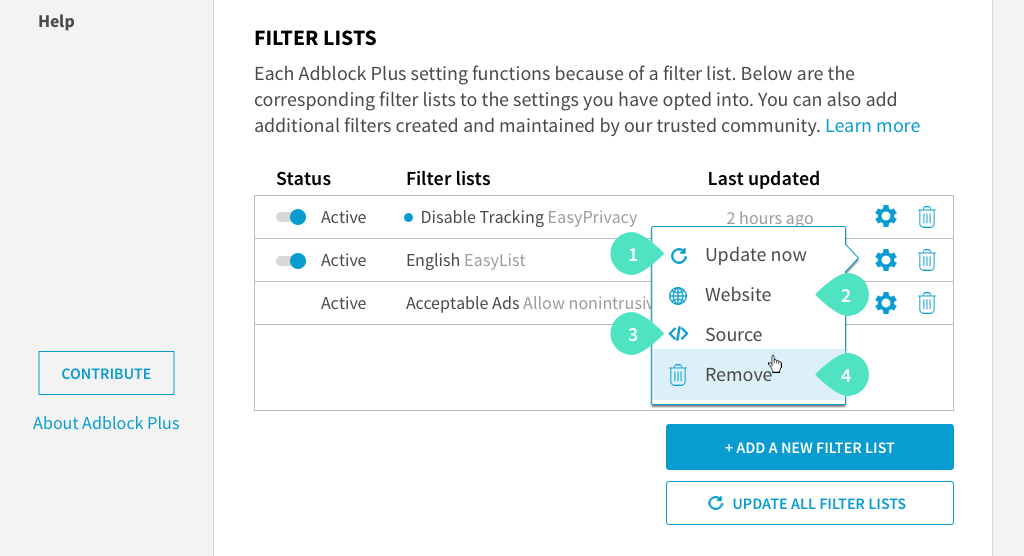 Help
FILTER LISTS
Each Adblock Plus setting functions because of a filter list. Below are the
corresponding filter lists to the settings you have opted into. You can also add
additional filters created and maintained by our trusted community. Learn more
Status Filter lists Last updated
Active Disable Tracking EasyPrivacy 2 hours ago
Active English EasyList
Active Acceptable Ads Allow nonintrusiv
1 Update now
Website 2
3 Source
Remove 4
CONTRIBUTE
About Adblock Plus
+ ADD A NEW FILTER LIST
UPDATE ALL FILTER LISTS